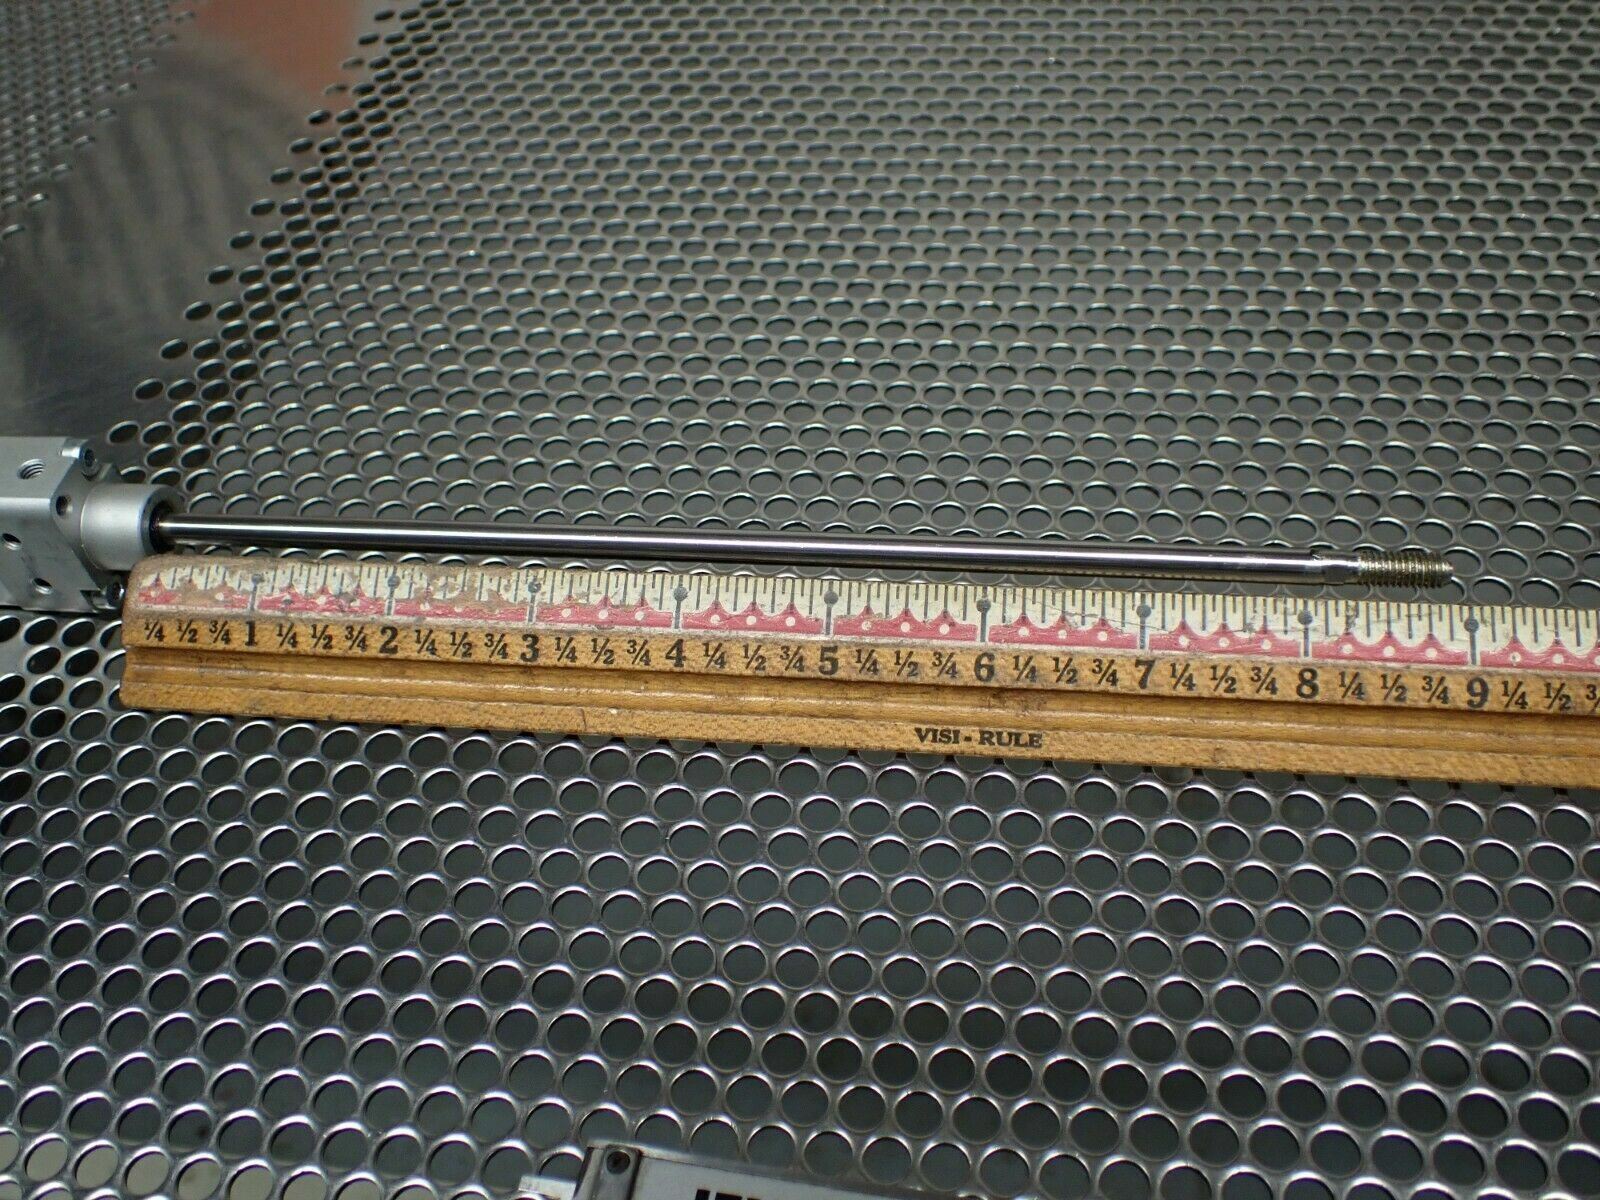 ¼ ½ ¾ 1 ¼ ½ ¾ 2 ¼ ½ ¾ 3 ¼ ½ ¾ 4 ¼ ½ ¾ 5 ¼ ½ ¾ 6 ¼ ½ ¾ 7 ¼ ½ ¾ 8 ¼ ½ ¾ 9 ¼ ½
VISI-RULE